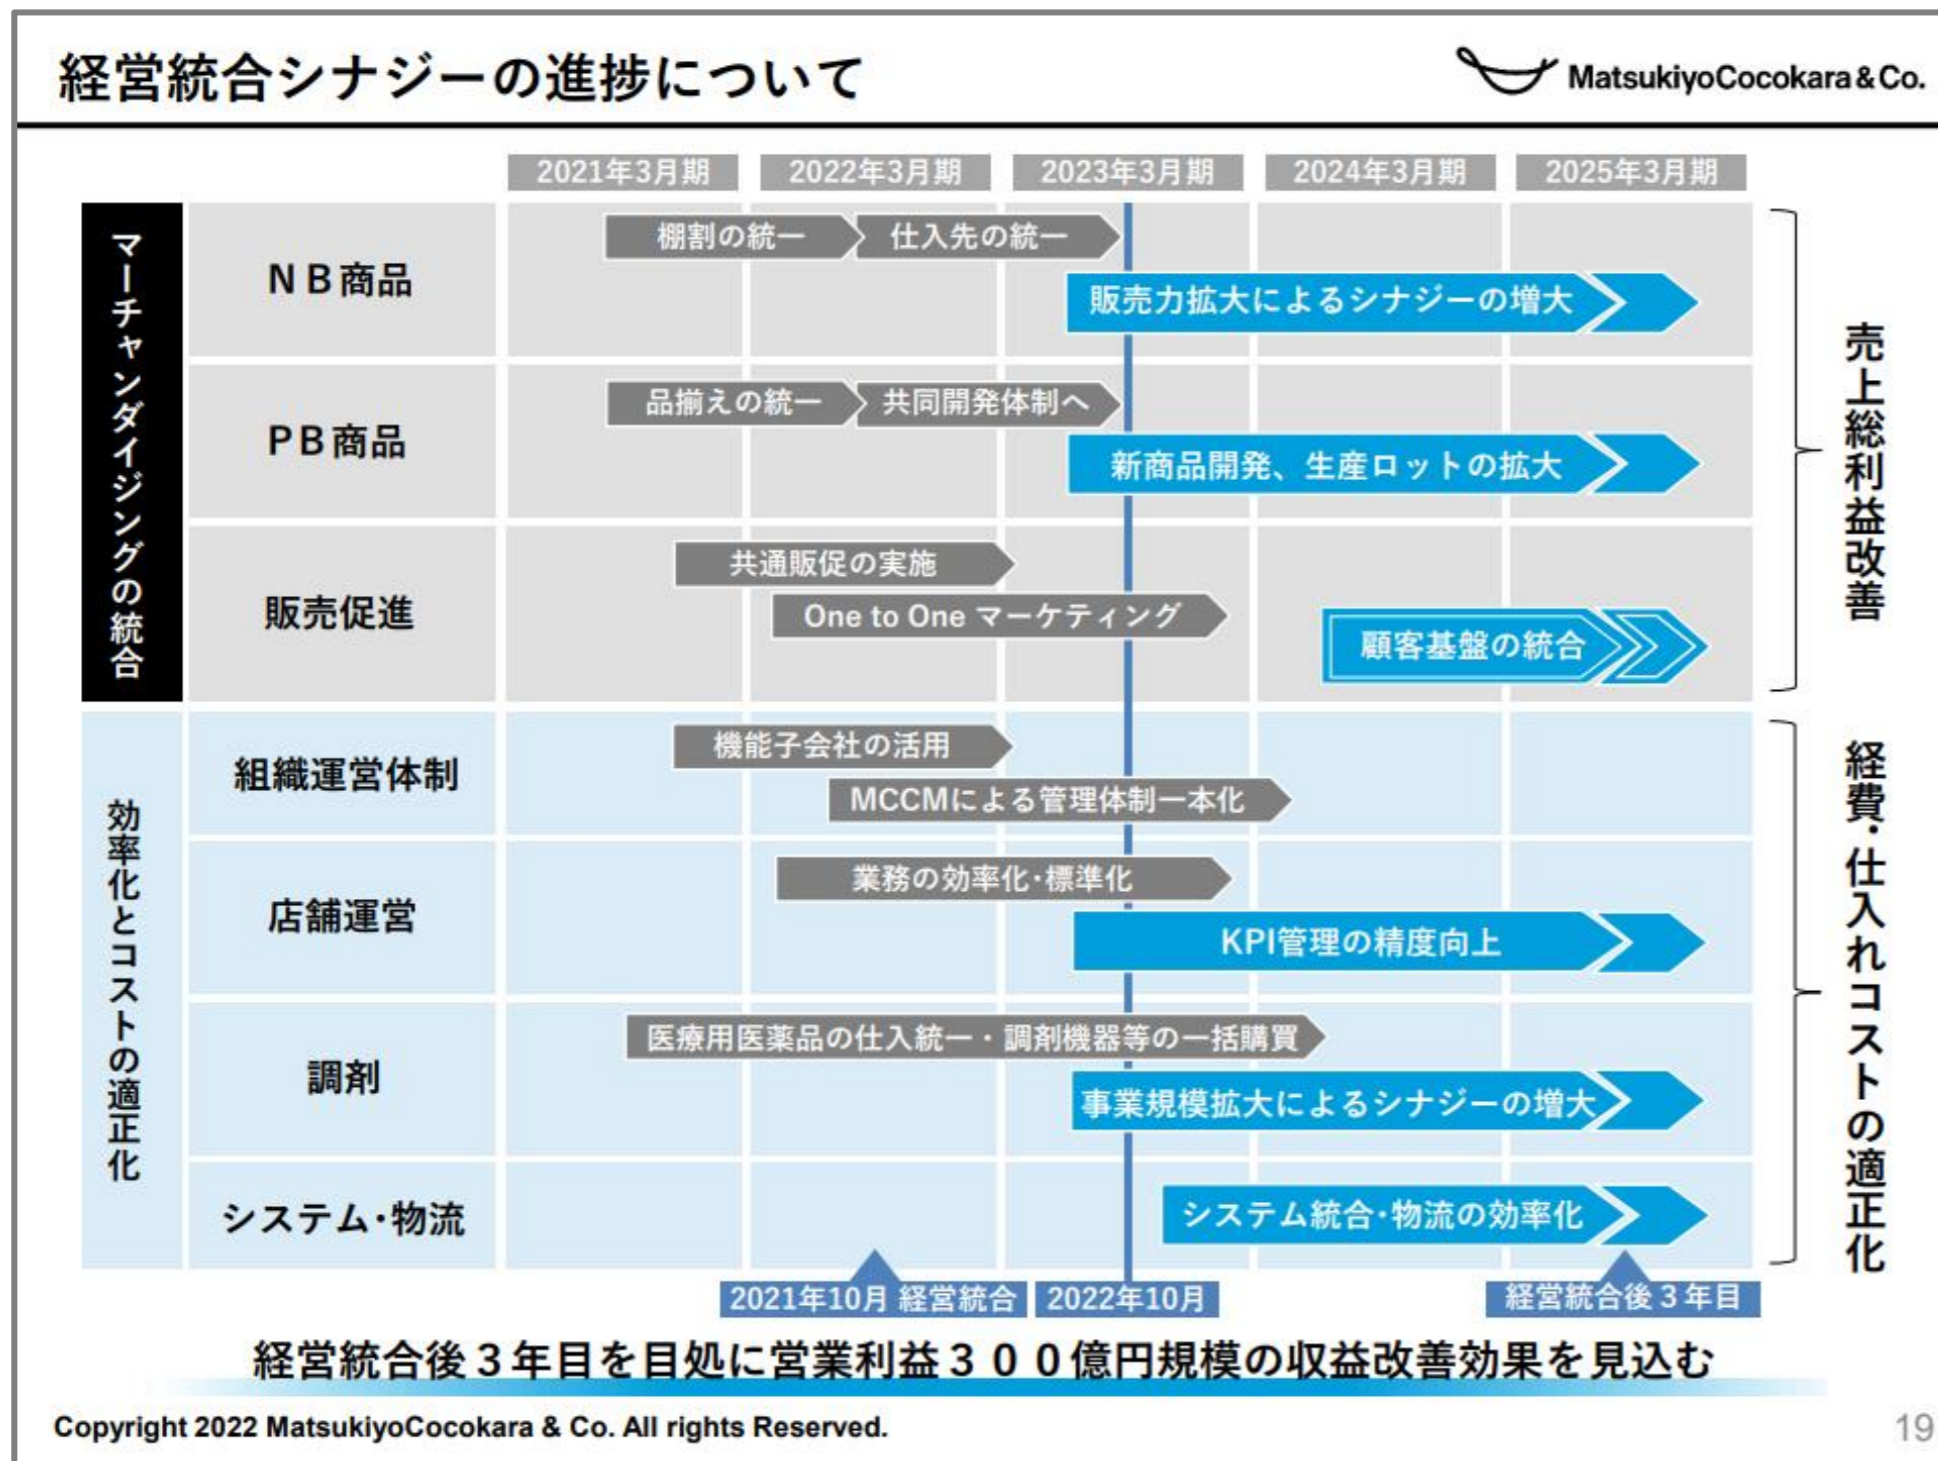 経営統合シナジーの進捗について
MatsukiyoCocokara & Co.
2021年3月期
2022年3月期
2023年3月期
2024年3月期
2025年3月期
マーチャンダイジングの統合
ＮＢ商品
棚割の統一
仕入先の統一
販売力拡大によるシナジーの増大
ＰＢ商品
品揃えの統一
共同開発体制へ
新商品開発、生産ロットの拡大
販売促進
共通販促の実施
One to One マーケティング
顧客基盤の統合
売上総利益改善
効率化とコストの適正化
組織運営体制
機能子会社の活用
MCCMによる管理体制一本化
店舗運営
業務の効率化･標準化
KPI管理の精度向上
調剤
医療用医薬品の仕入統一・調剤機器等の一括購買
事業規模拡大によるシナジーの増大
システム･物流
システム統合･物流の効率化
経費･仕入れコストの適正化
2021年10月 経営統合
2022年10月
経営統合後３年目
経営統合後３年目を目処に営業利益３００億円規模の収益改善効果を見込む
Copyright 2022 MatsukiyoCocokara & Co. All rights Reserved.
19